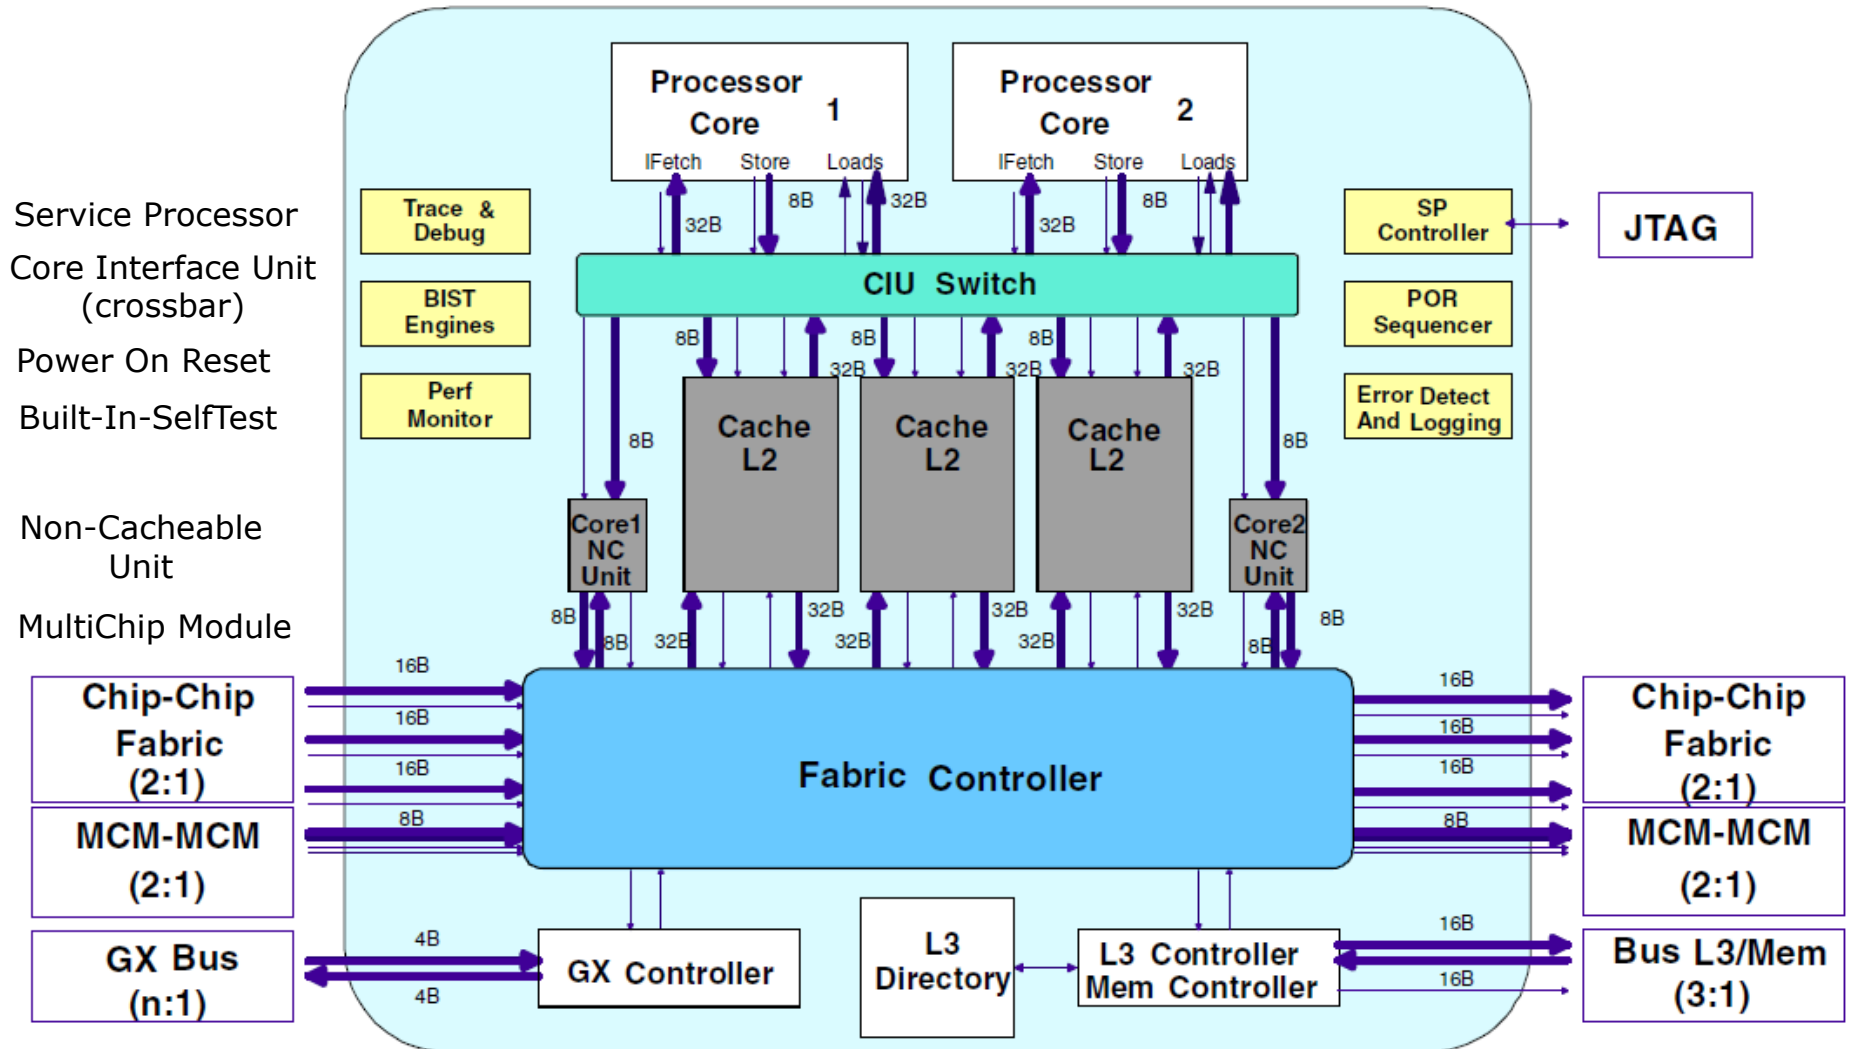 Processor
Core 1
IFetch Store Loads
Processor
Core 2
IFetch Store Loads
8B 32B 8B
32B 32B
Service Processor
Core Interface Unit
(crossbar)
Power On Reset
Built-In-SelfTest
Non-Cacheable
Unit
MultiChip Module
Trace &
Debug
BIST
Engines
Perf
Monitor
SP
Controller
JTAG
POR
Sequencer
Error Detect
And Logging
CIU Switch
8B 8B 8B
32B 32B 32B
8B 8B
Cache
L2
Cache
L2
Cache
L2
Core1
NC
Unit
Core2
NC
Unit
8B 32B 32B 32B 8B
8B 32B 32B 32B 8B
Chip-Chip
Fabric
(2:1)
MCM-MCM
(2:1)
GX Bus
(n:1)
16B
16B
16B
8B
4B
4B
Fabric Controller
GX Controller
L3
Directory
L3 Controller
Mem Controller
16B
16B
16B
8B
16B
16B
Chip-Chip
Fabric
(2:1)
MCM-MCM
(2:1)
Bus L3/Mem
(3:1)